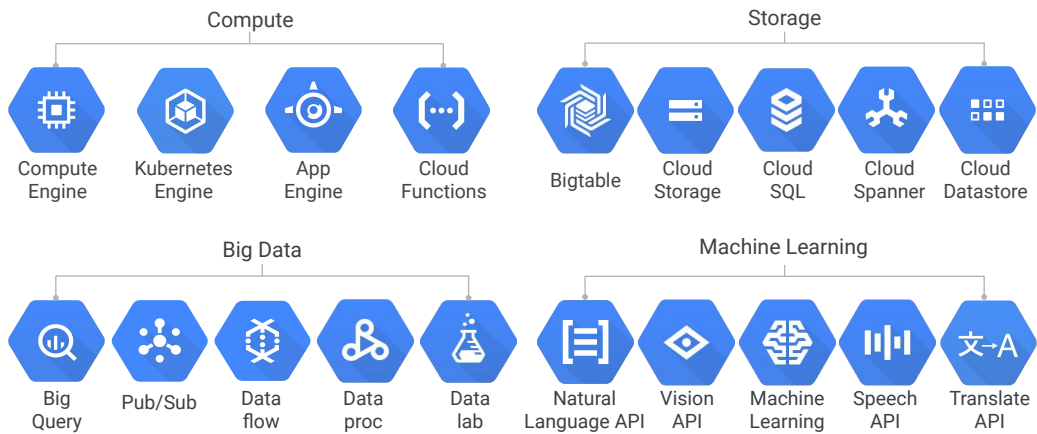 Compute
Compute
Engine
Kubernetes
Engine
App
Engine
Cloud
Functions
Storage
Bigtable
Cloud
Storage
Cloud
SQL
Cloud
Spanner
Cloud
Datastore
Big Data
Big
Query
Pub/Sub
Data
flow
Data
proc
Data
lab
Machine Learning
Natural
Language API
Vision
API
Machine
Learning
Speech
API
文→A
Translate
API